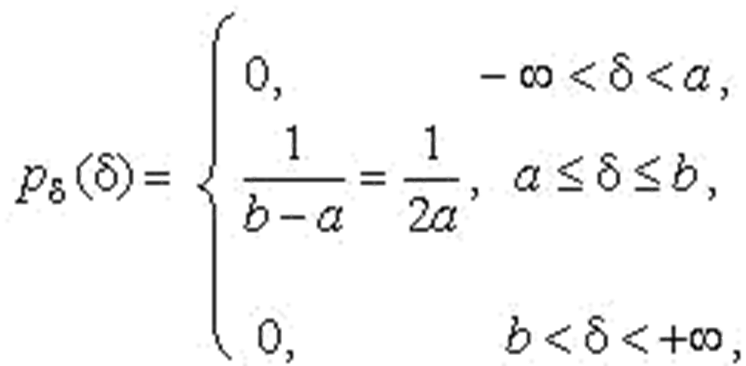 0, − ∞ < δ < a,
p_δ(δ) = { 1/(b − a) = 1/(2a), a ≤ δ ≤ b,
0, b < δ < +∞,